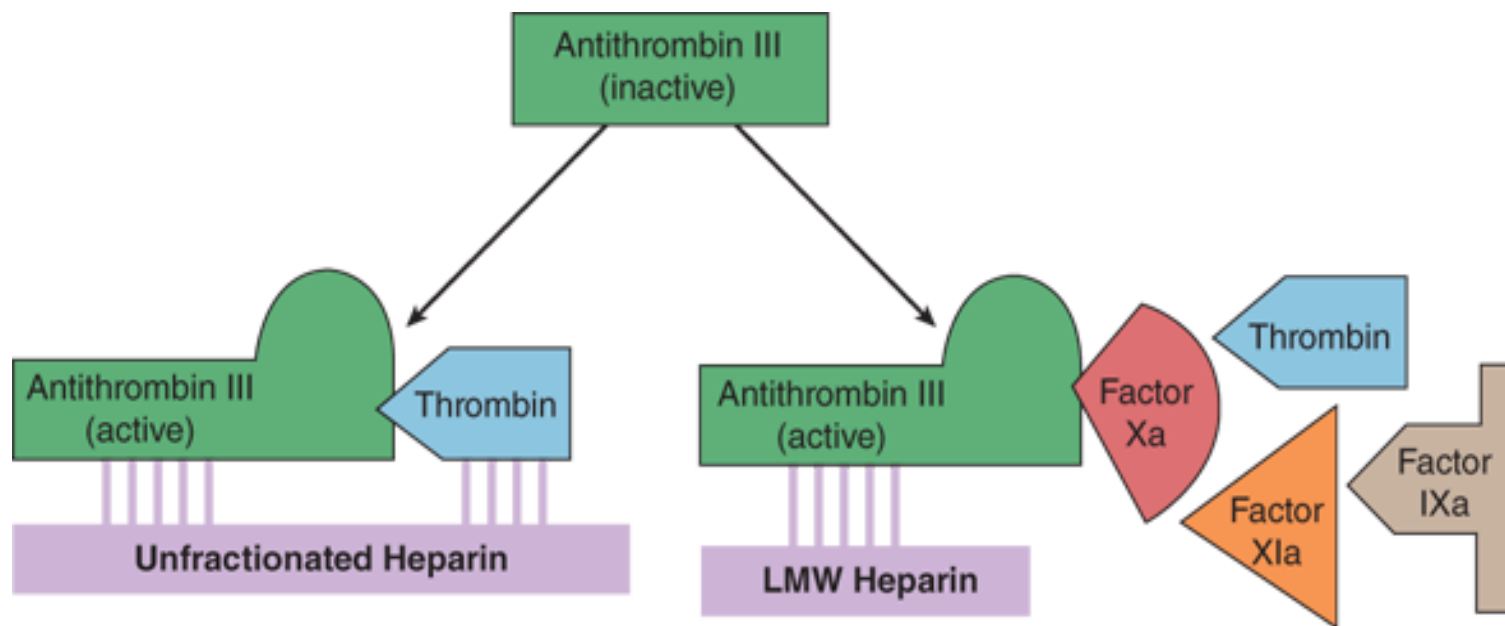 Antithrombin III
(inactive)
Antithrombin III
(active)
Thrombin
Unfractionated Heparin
Antithrombin III
(active)
Factor
Xa
Thrombin
Factor
XIa
Factor
IXa
LMW Heparin